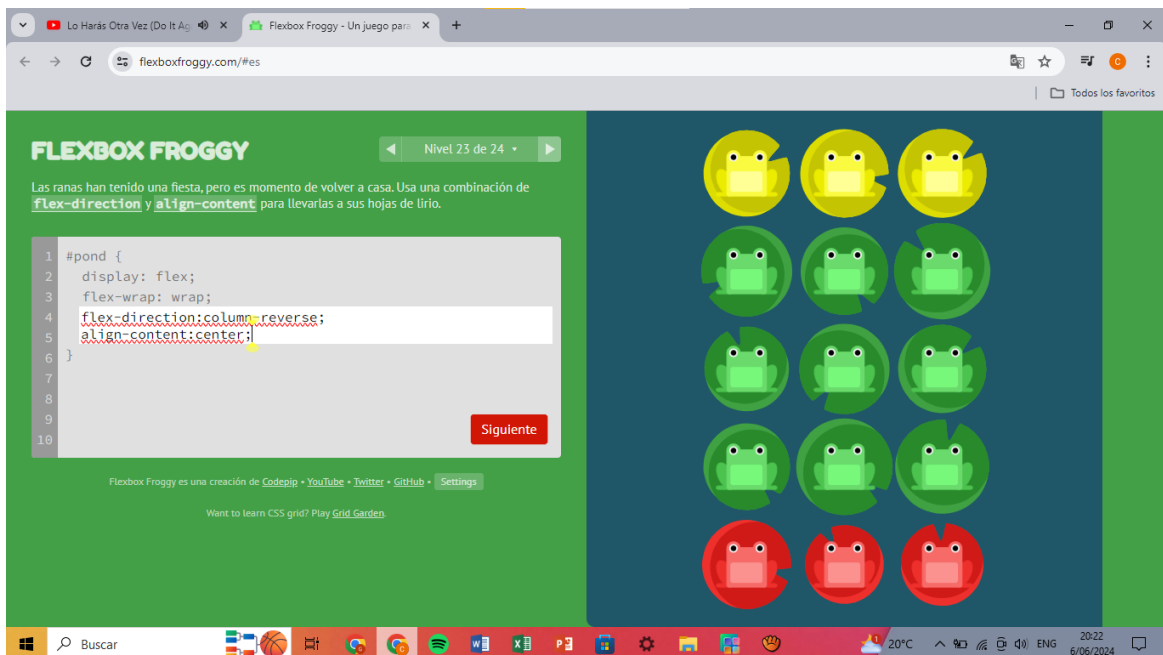 Lo Harás Otra Vez (Do It Ag
Flexbox Froggy - Un juego para
flexboxfroggy.com/#es
C
Todos los favoritos
FLEXBOX FROGGY
Nivel 23 de 24
Las ranas han tenido una fiesta, pero es momento de volver a casa. Usa una combinación de
flex-direction y align-content para llevarlas a sus hojas de lirio.
1 #pond {
2 display: flex;
3 flex-wrap: wrap;
4 flex-direction:column-reverse;
5 align-content:center;
6 }
7
8
9
10
Siguiente
Flexbox Froggy es una creación de Codepip • YouTube • Twitter • GitHub • Settings
Want to learn CSS grid? Play Grid Garden.
Buscar
20°C
ENG
20:22
6/06/2024